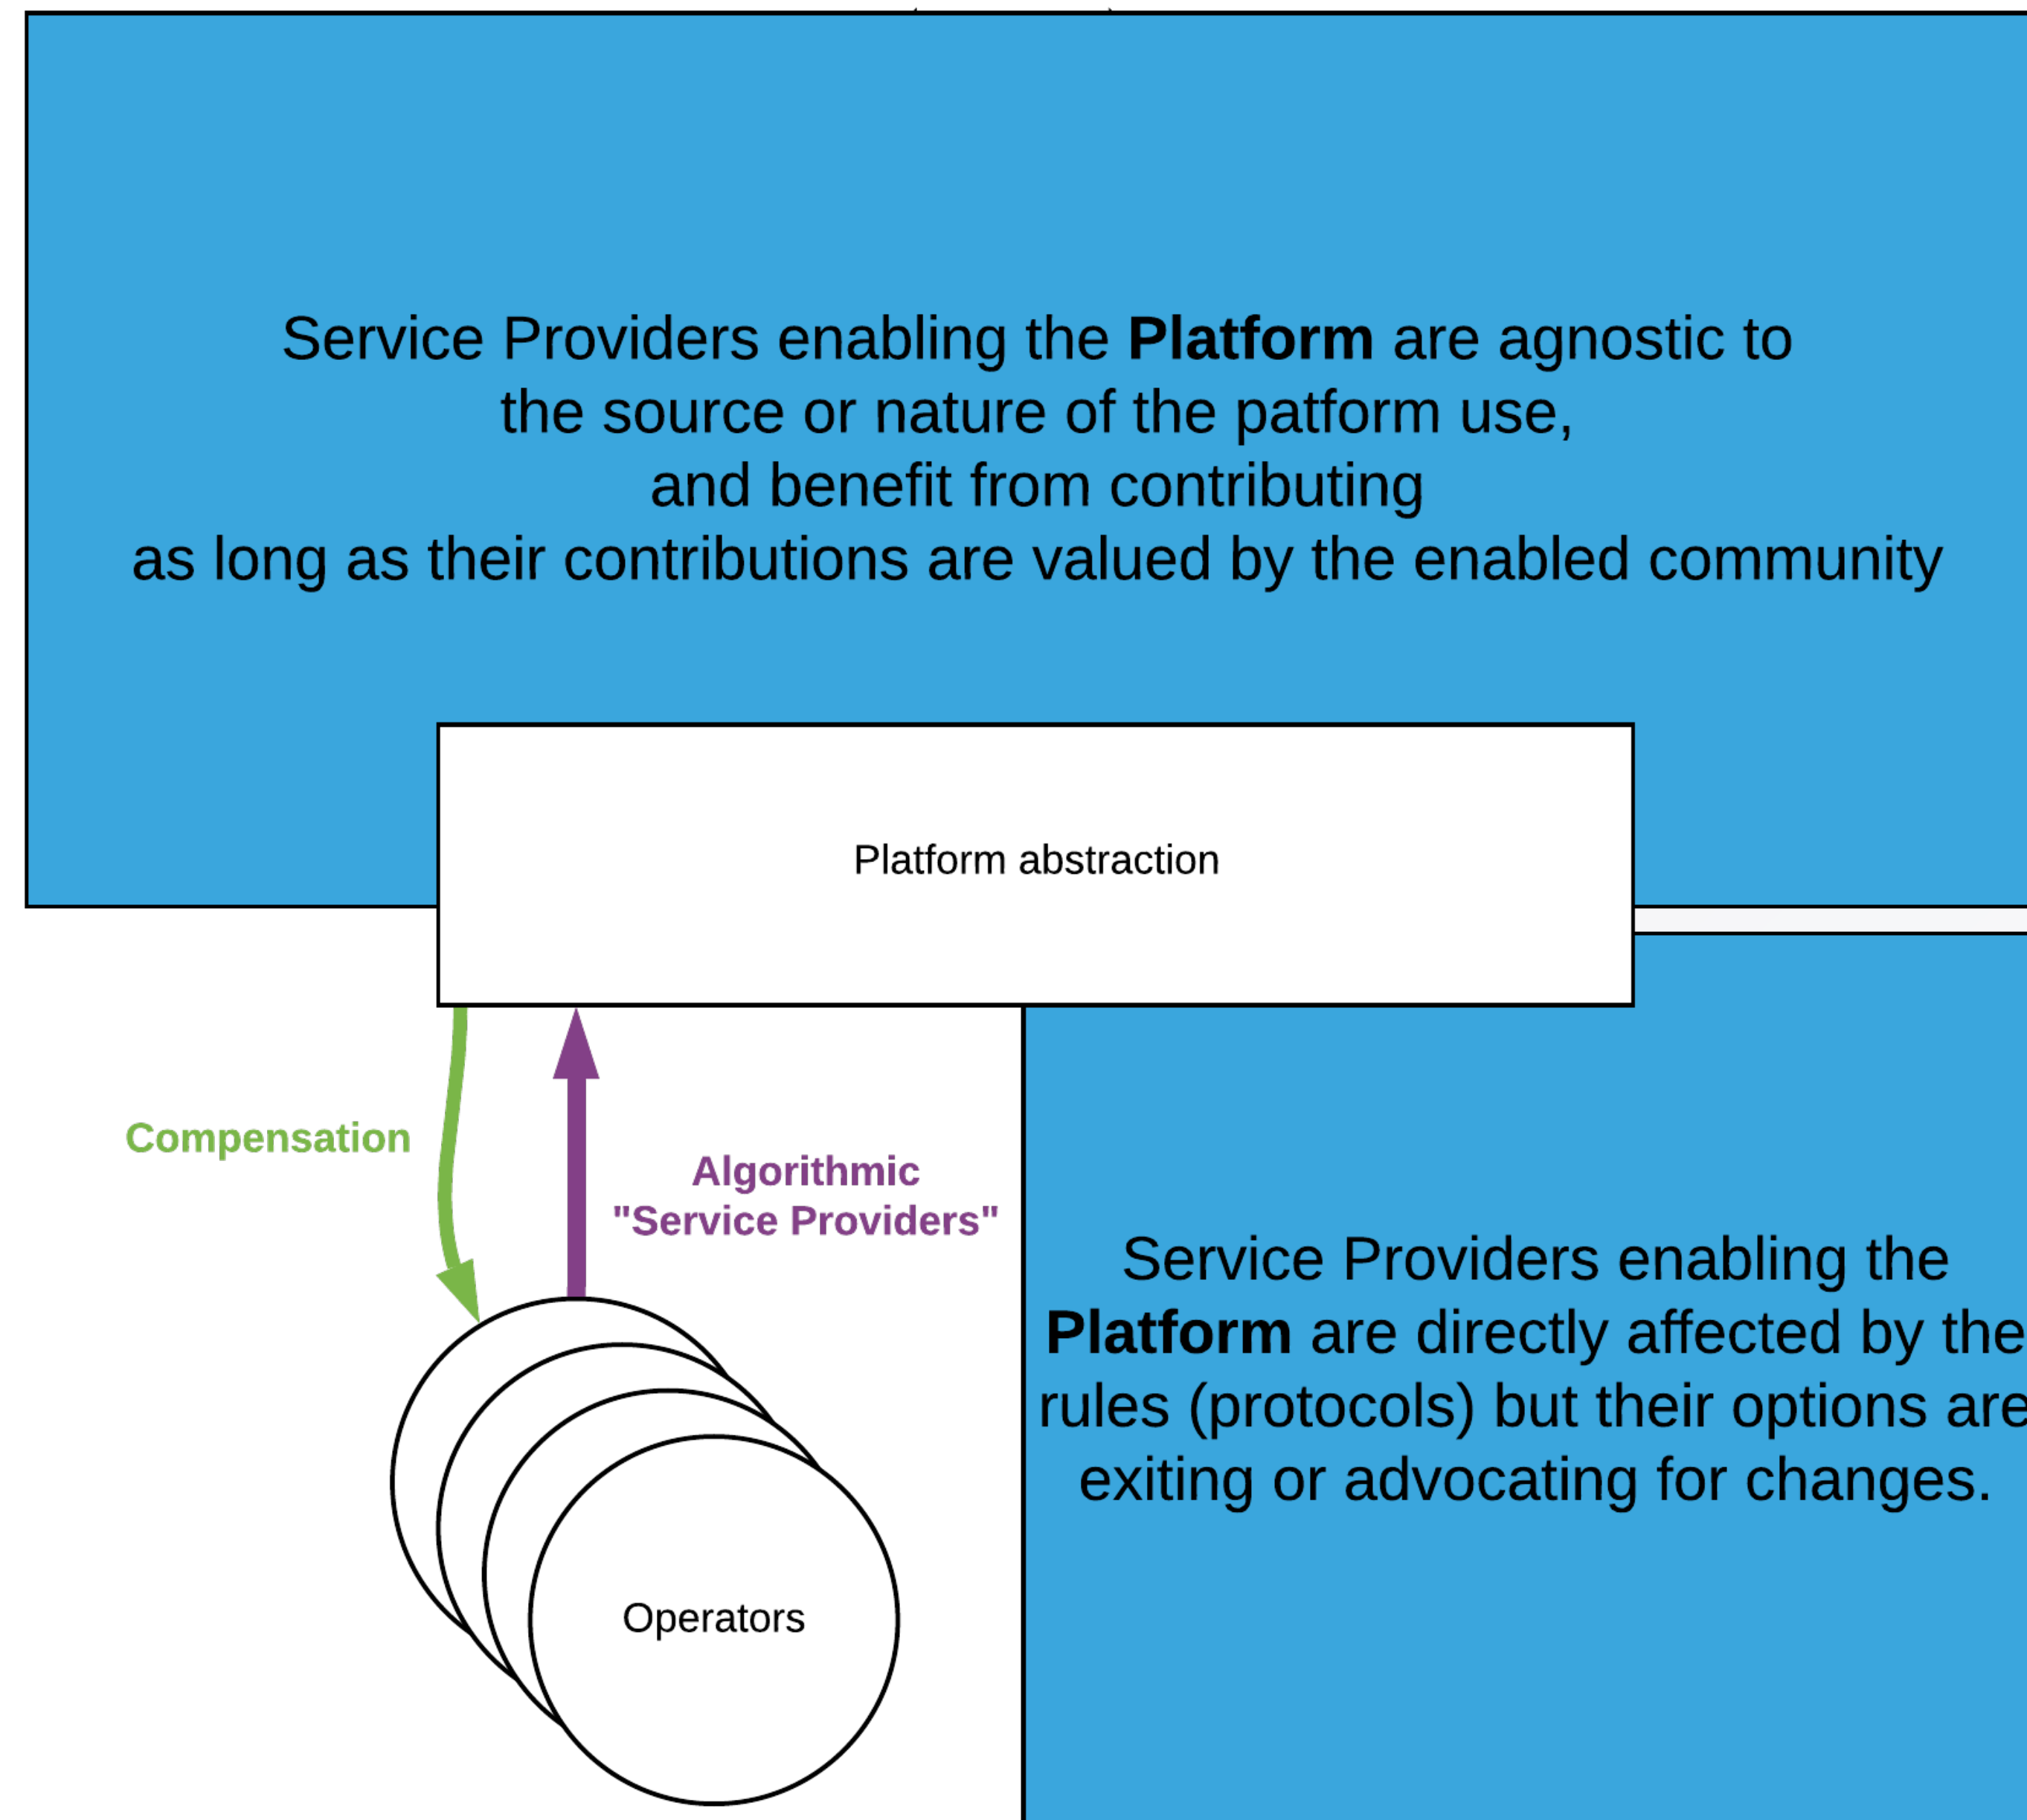 Service Providers enabling the Platform are agnostic to
the source or nature of the patform use,
and benefit from contributing
as long as their contributions are valued by the enabled community
Platform abstraction
Compensation
Algorithmic
"Service Providers"
Operators
Service Providers enabling the
Platform are directly affected by the
rules (protocols) but their options are
exiting or advocating for changes.